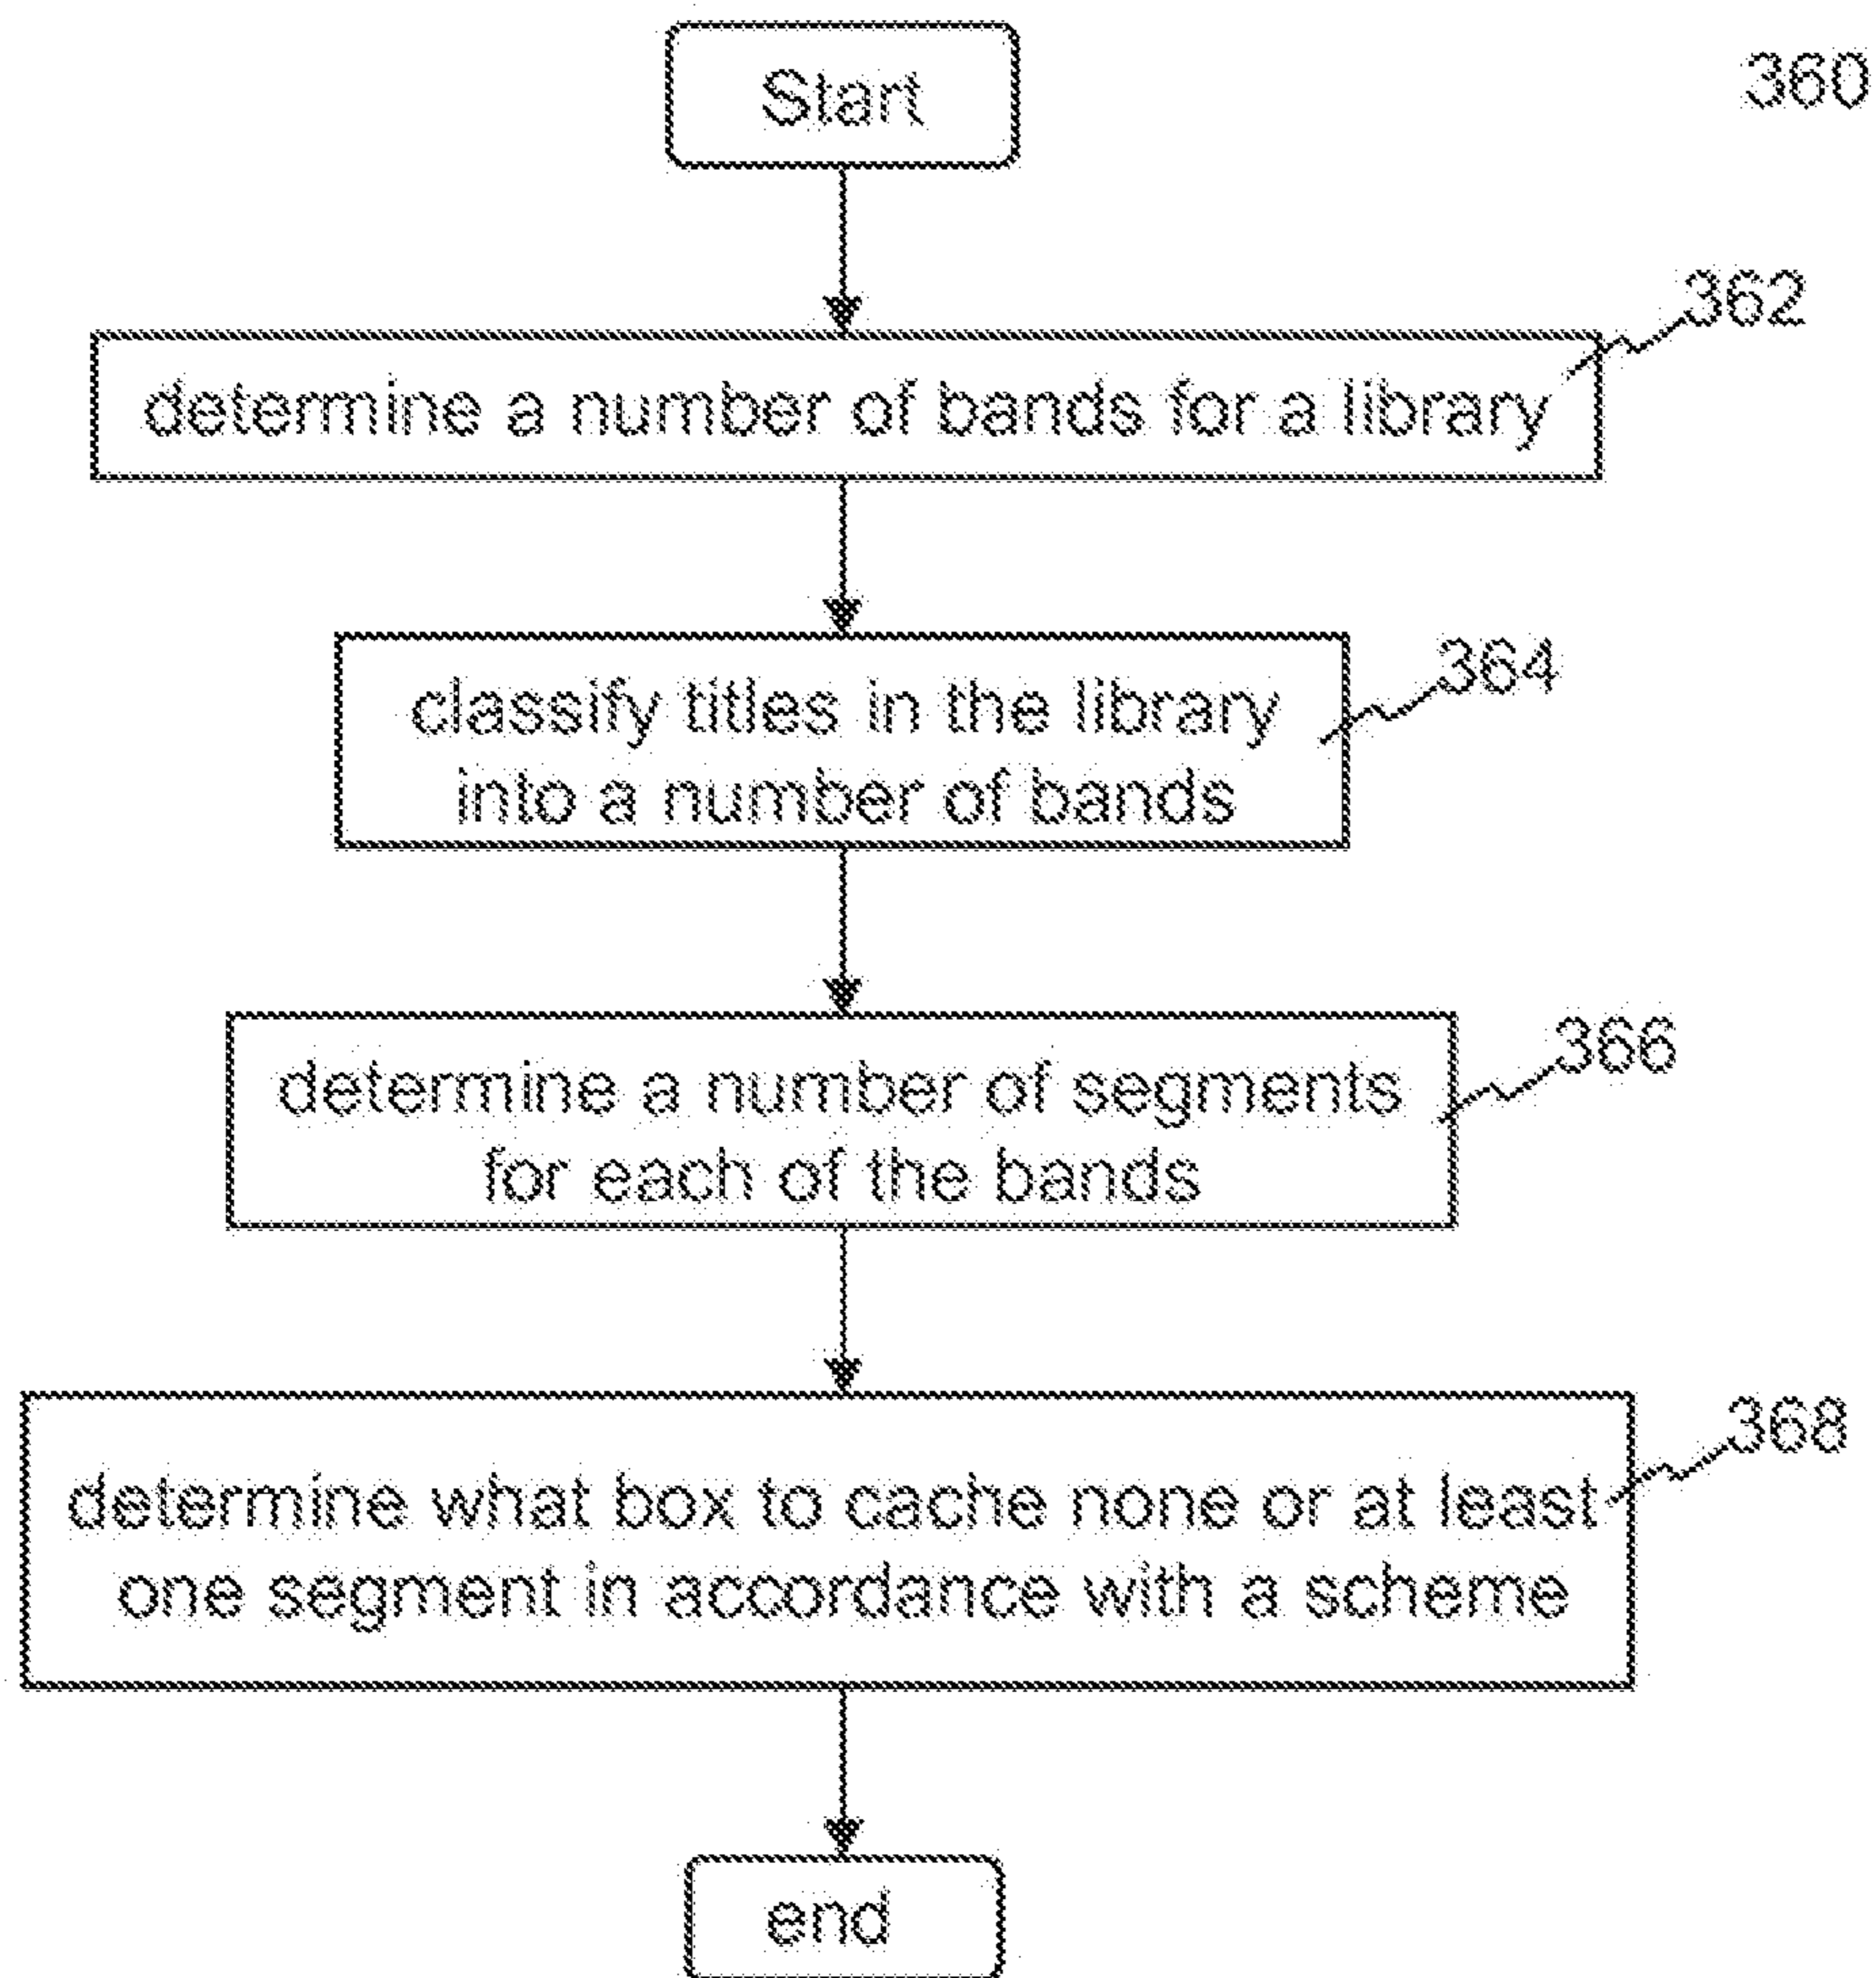 Start
360
362
determine a number of bands for a library
364
classify titles in the library
into a number of bands
366
determine a number of segments
for each of the bands
368
determine what box to cache none or at least
one segment in accordance with a scheme
end